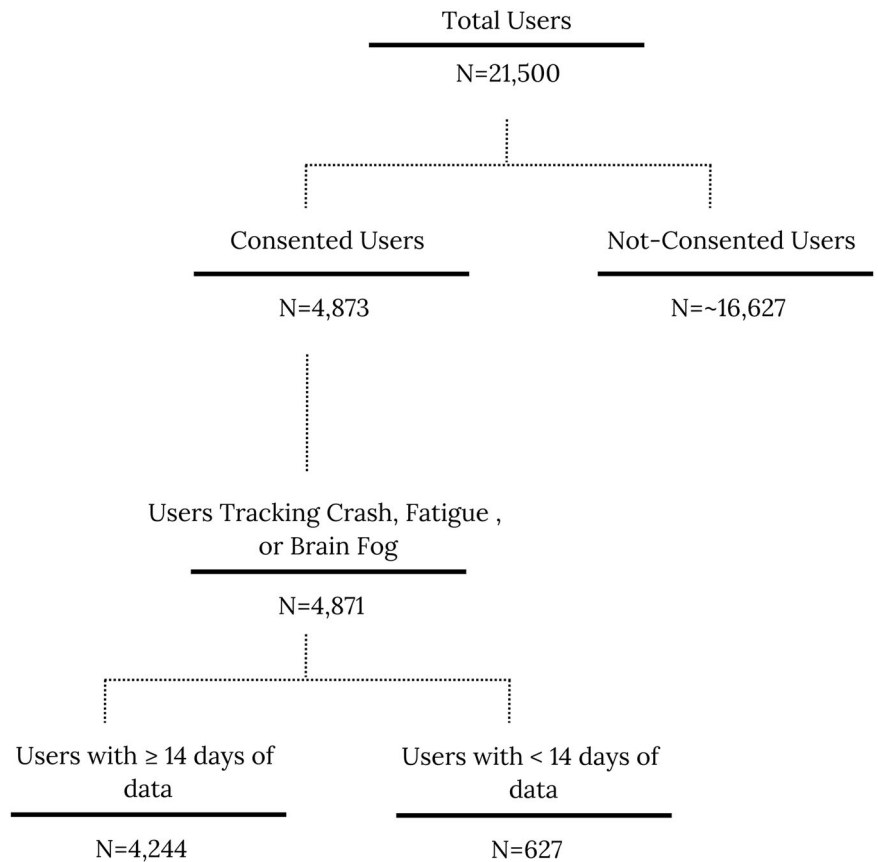 Total Users
N=21,500
Consented Users
Not-Consented Users
N=4,873
N=~16,627
Users Tracking Crash, Fatigue ,
or Brain Fog
N=4,871
Users with ≥ 14 days of
data
N=4,244
Users with < 14 days of
data
N=627